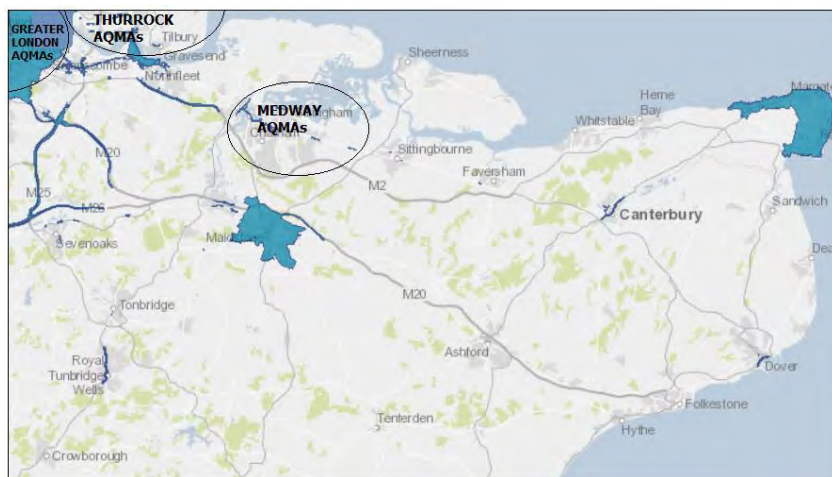 THURROCK
AQMAs
GREATER
LONDON
AQMAs
Tilbury
Gravesend
Northfleet
Sheerness
MEDWAY
AQMAs
Chatham
Herne
Bay
Whitstable
M20
Sittingbourne
Faversham
M2
M25
M26
Canterbury
Sandwich
Sevenoaks
Tonbridge
M20
Royal
Tunbridge
Wells
Ashford
Dover
Folkestone
Tenterden
Hythe
Crowborough